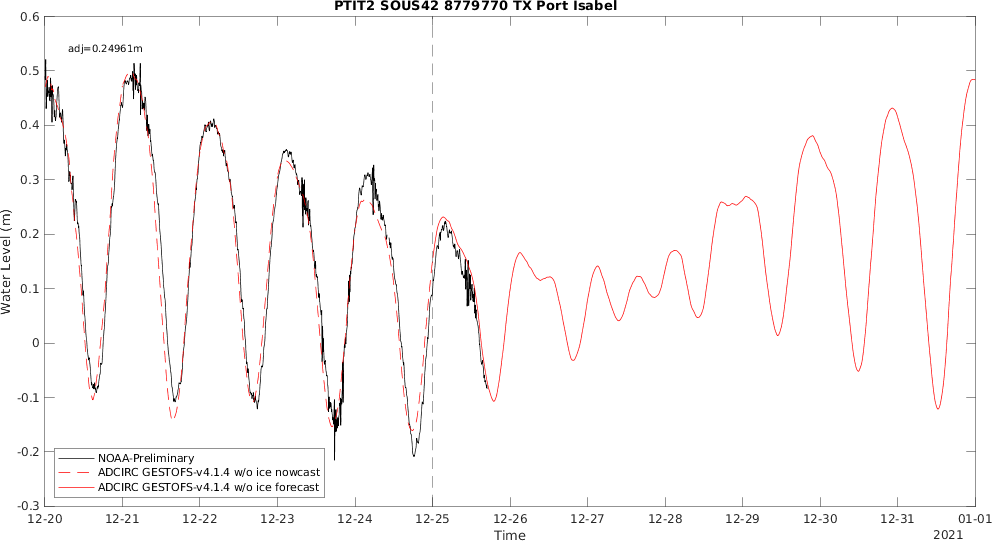 PTIT2 SOUS42 8779770 TX Port Isabel
0.6
adj=0.24961m
0.5
0.4
0.3
0.2
0.1
0
-0.1
-0.2
-0.3
Water Level (m)
NOAA-Preliminary
ADCIRC GESTOFS-v4.1.4 w/o ice nowcast
ADCIRC GESTOFS-v4.1.4 w/o ice forecast
12-20 12-21 12-22 12-23 12-24 12-25 12-26 12-27 12-28 12-29 12-30 12-31 01-01
Time
2021